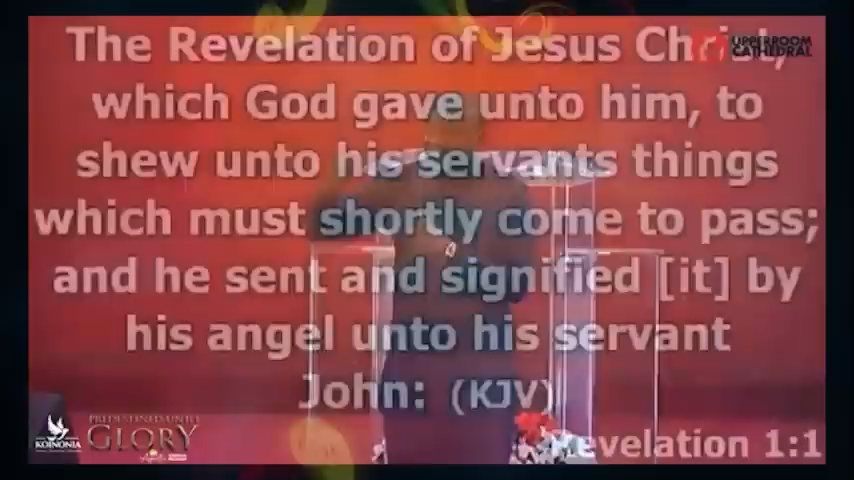 The Revelation of Jesus Christ,
which God gave unto him, to
shew unto his servants things
which must shortly come to pass;
and he sent and signified [it] by
his angel unto his servant
John: (KJV)
Revelation 1:1
UPPERROOM
CATHEDRAL
KOINONIA
PREDESTINED UNTO
GLORY